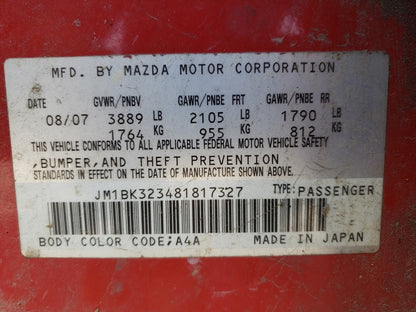 MFD. BY MAZDA MOTOR CORPORATION
DATE GVWR/PNBV GAWR/PNBE FRT GAWR/PNBE RR
08/07 3889 LB 2105 LB 1790 LB
1764 KG 955 KG 812 KG
THIS VEHICLE CONFORMS TO ALL APPLICABLE FEDERAL MOTOR VEHICLE SAFETY
,BUMPER,AND THEFT PREVENTION
STANDARDS IN EFFECT ON THE DATE OF MANUFACTURE SHOWN ABOVE.
JM1BK323481817327 TYPE:PASSENGER
BODY COLOR CODE;A4A MADE IN JAPAN